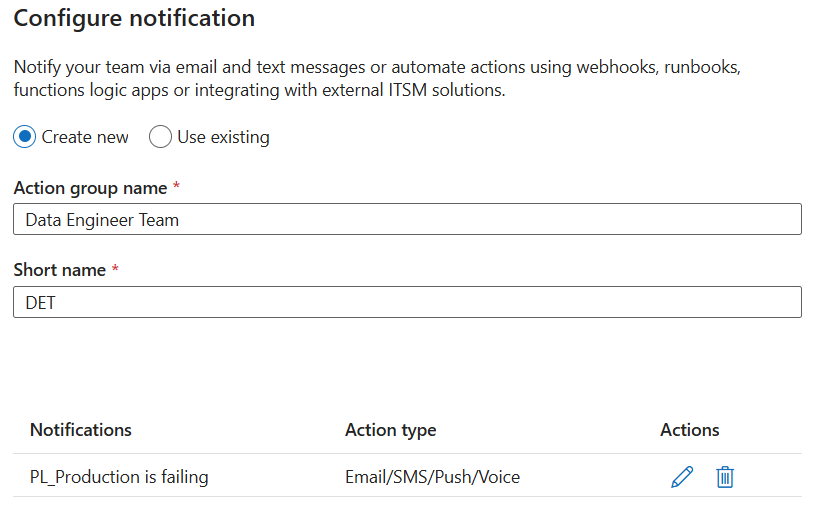 Configure notification
Notify your team via email and text messages or automate actions using webhooks, runbooks,
functions logic apps or integrating with external ITSM solutions.
Create new Use existing
Action group name *
Data Engineer Team
Short name *
DET
Notifications Action type Actions
PL_Production is failing Email/SMS/Push/Voice